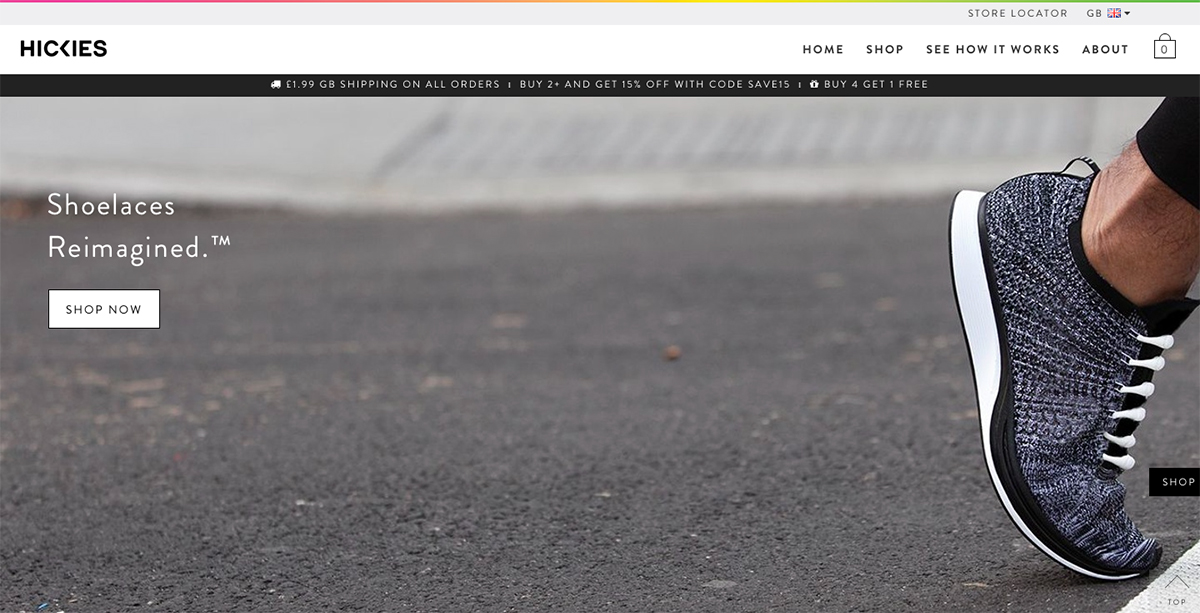 STORE LOCATOR GB
HICKIES
HOME SHOP SEE HOW IT WORKS ABOUT 0
£1.99 GB SHIPPING ON ALL ORDERS | BUY 2+ AND GET 15% OFF WITH CODE SAVE15 | BUY 4 GET 1 FREE
Shoelaces
Reimagined.™
SHOP NOW
SHOP
TOP